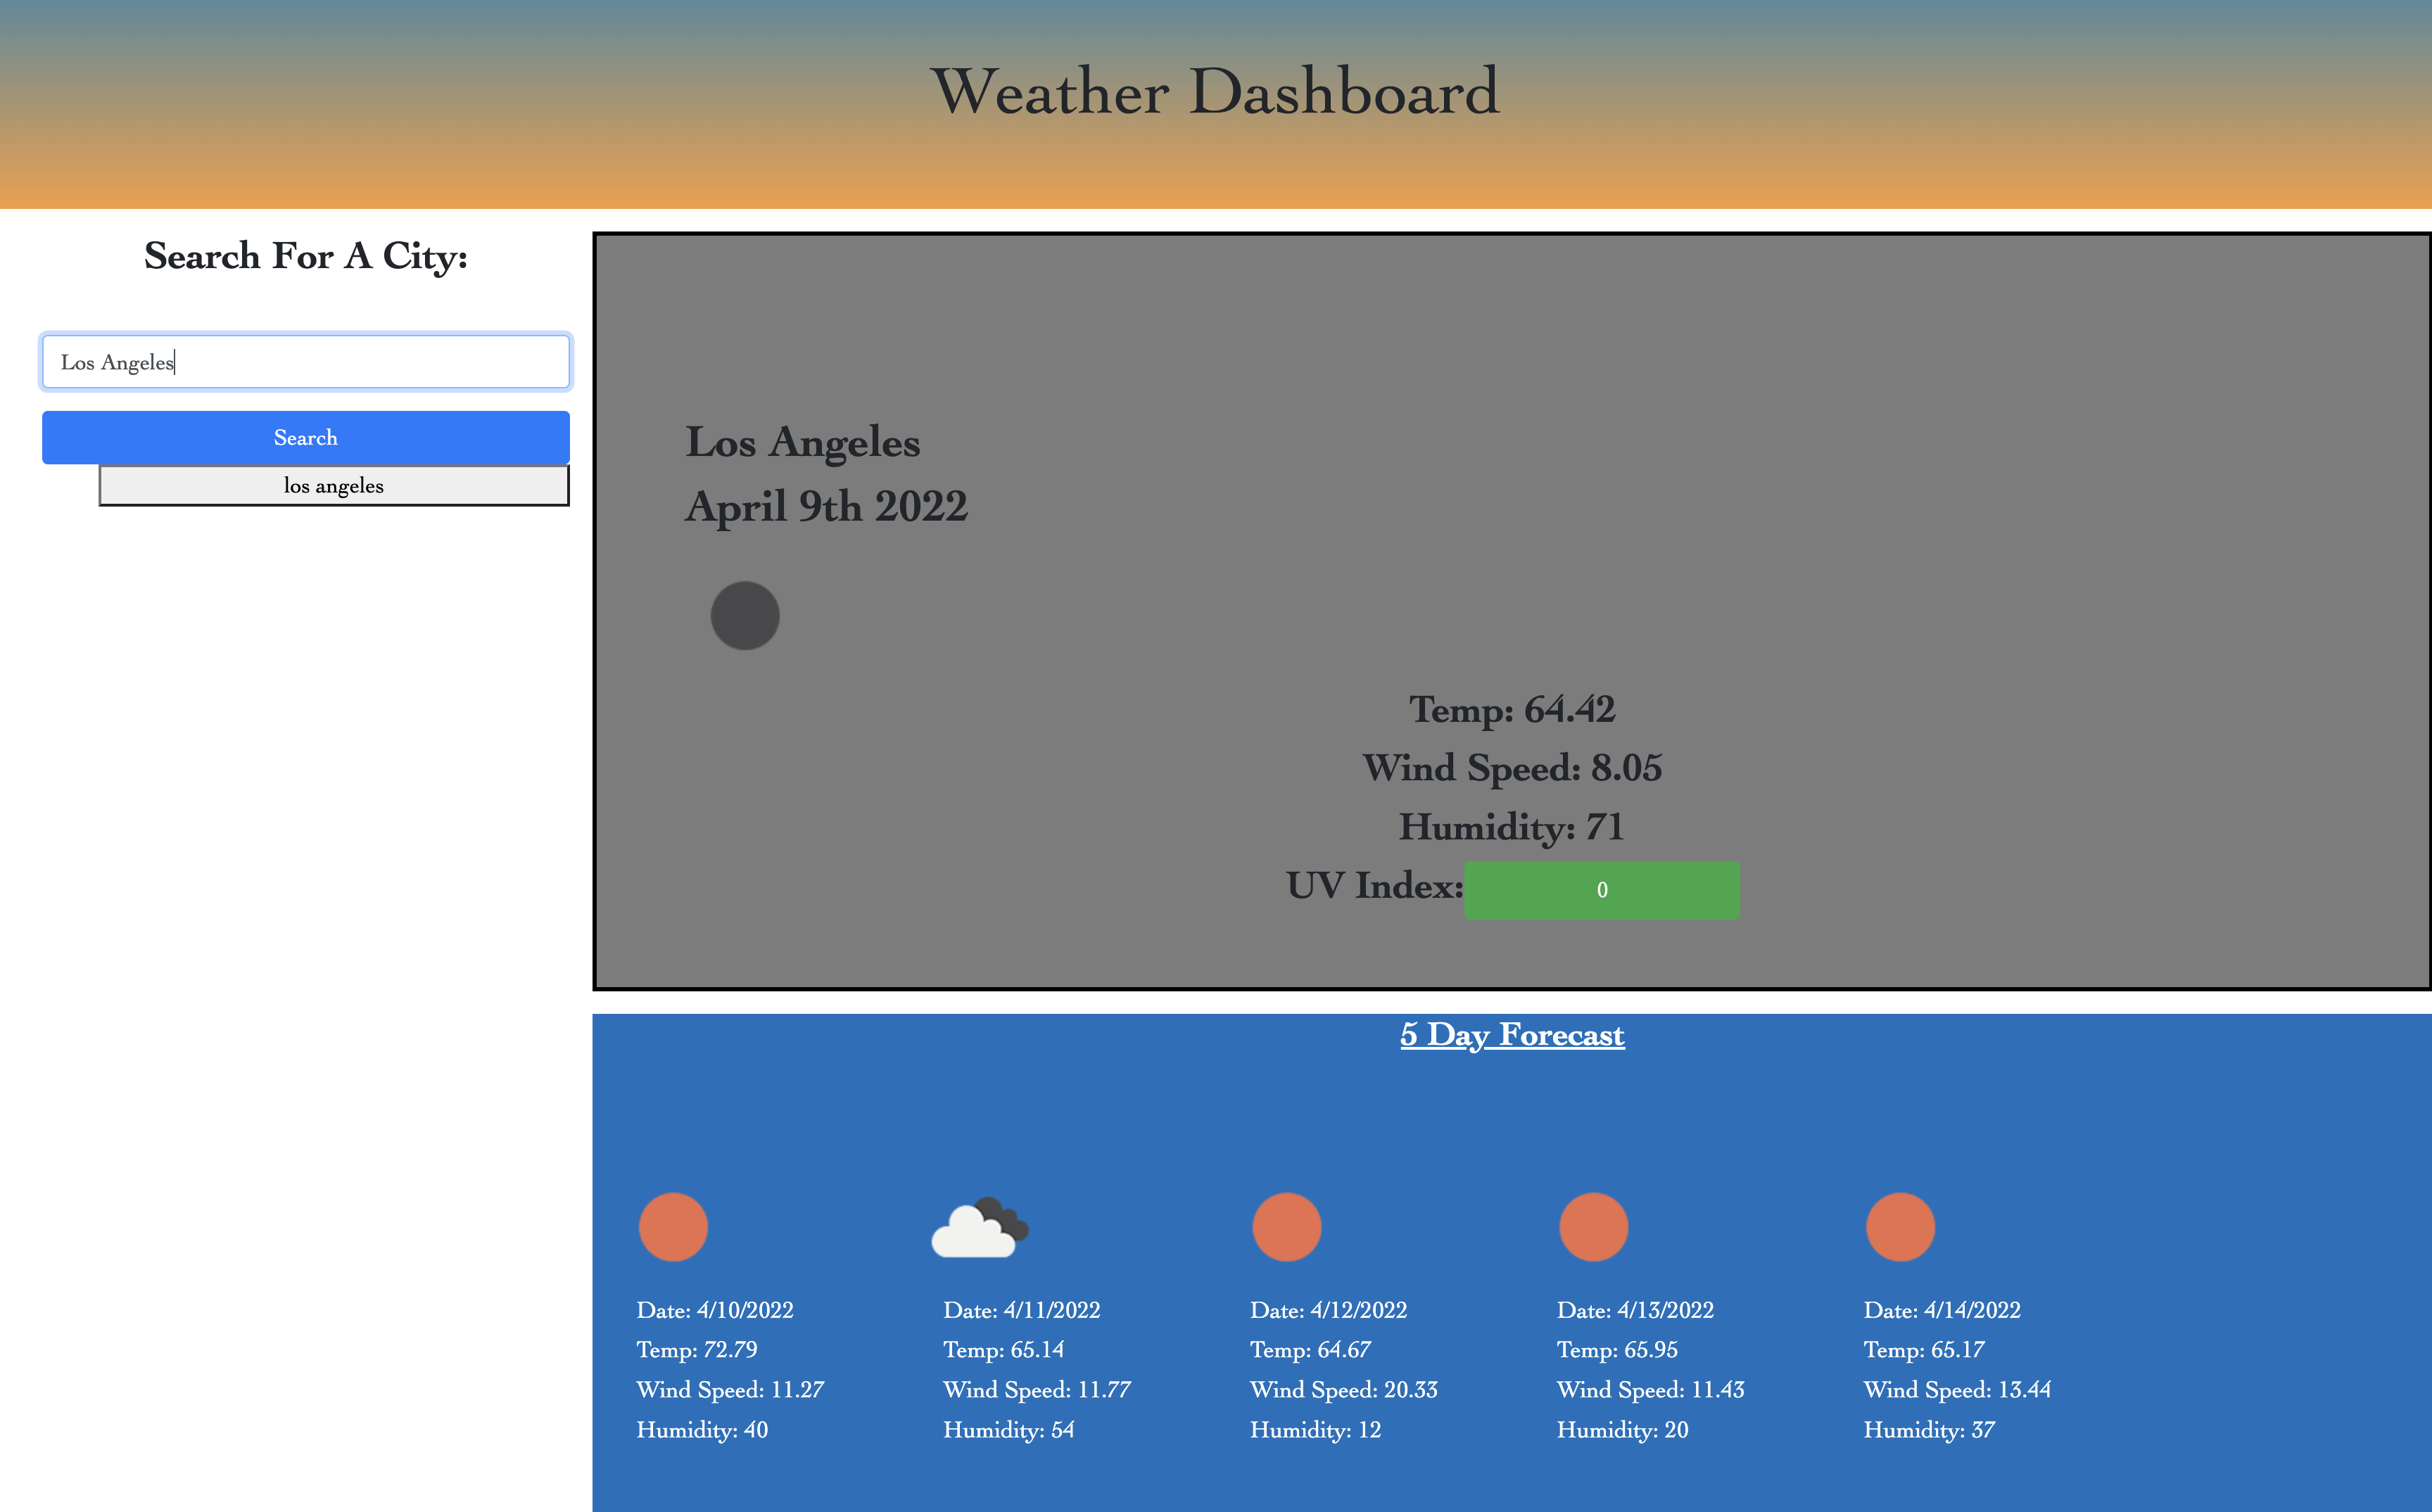 Weather Dashboard
Search For A City:
Los Angeles
Search
los angeles
Los Angeles
April 9th 2022
Temp: 64.42
Wind Speed: 8.05
Humidity: 71
UV Index: 0
5 Day Forecast
Date: 4/10/2022
Temp: 72.79
Wind Speed: 11.27
Humidity: 40
Date: 4/11/2022
Temp: 65.14
Wind Speed: 11.77
Humidity: 54
Date: 4/12/2022
Temp: 64.67
Wind Speed: 20.33
Humidity: 12
Date: 4/13/2022
Temp: 65.95
Wind Speed: 11.43
Humidity: 20
Date: 4/14/2022
Temp: 65.17
Wind Speed: 13.44
Humidity: 37